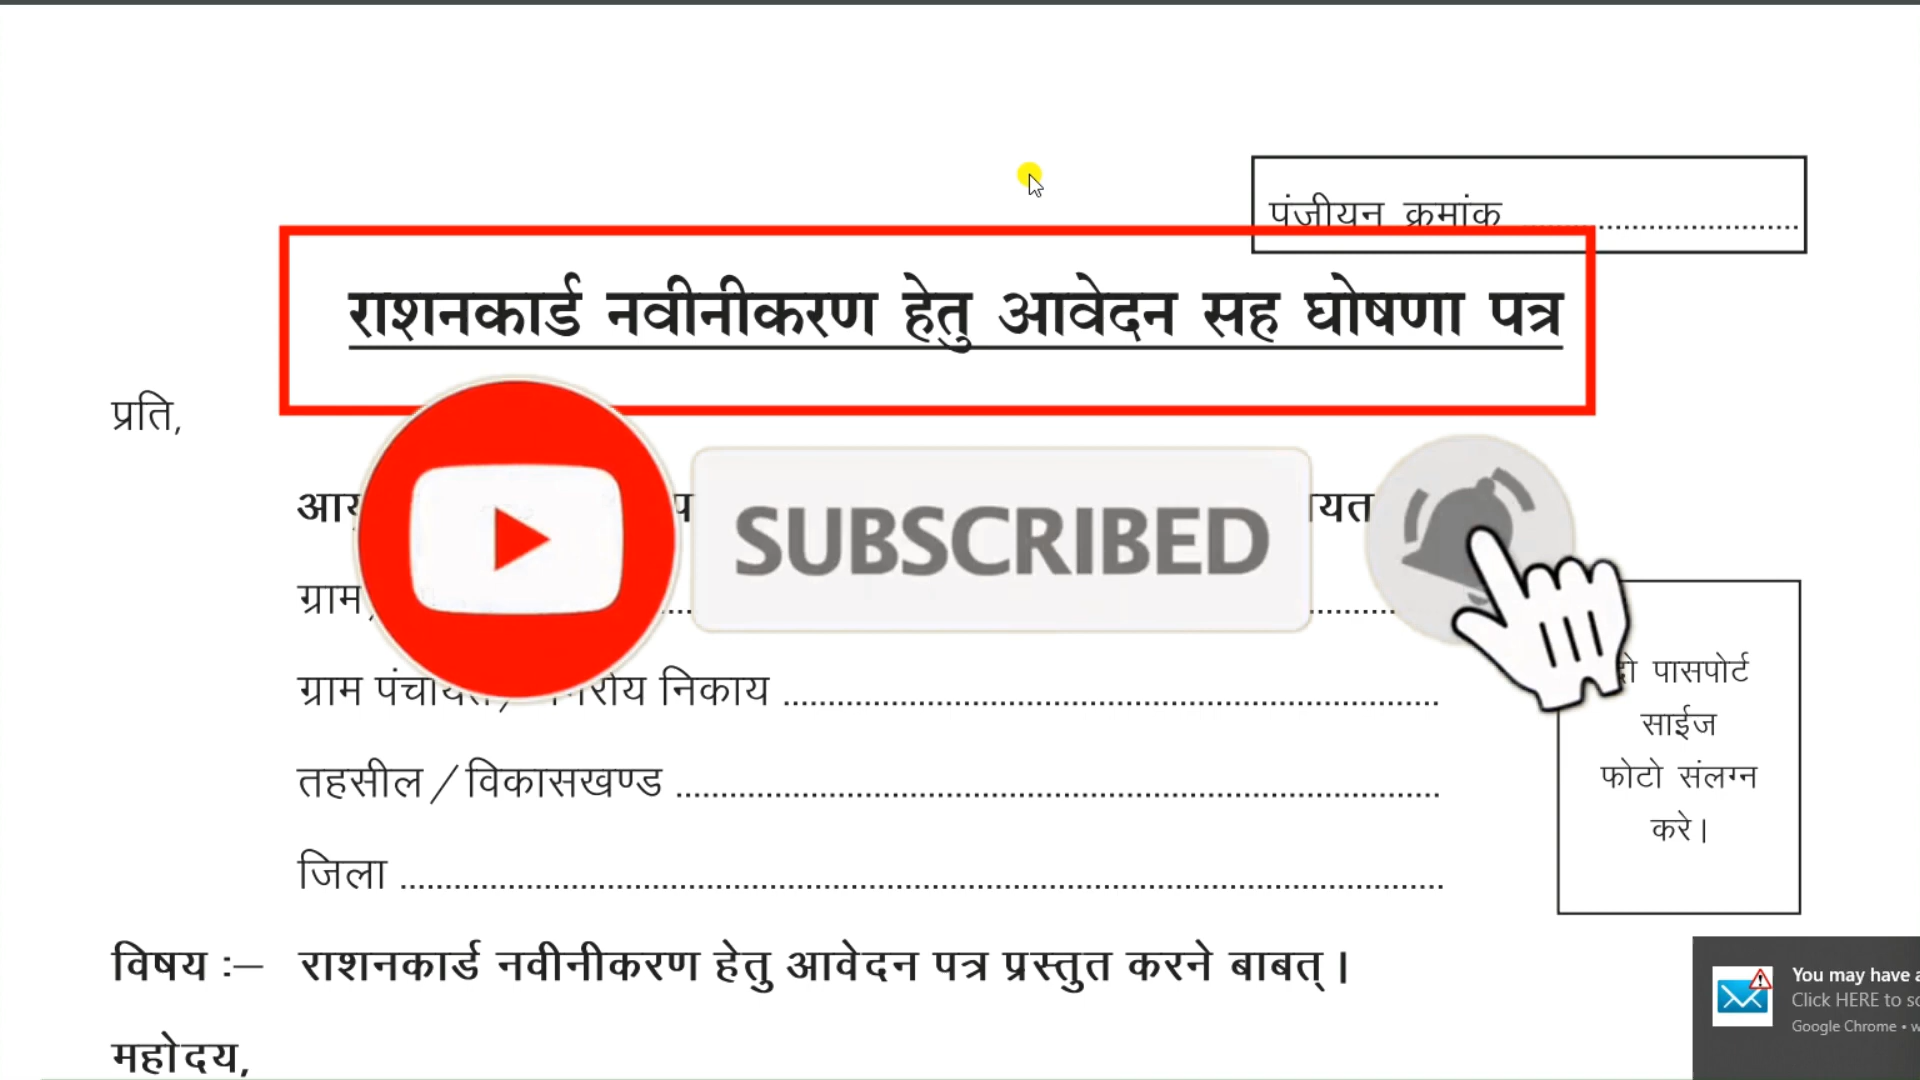 पंजीयन क्रमांक ........................................
राशनकार्ड नवीनीकरण हेतु आवेदन सह घोषणा पत्र
प्रति,
SUBSCRIBED
ग्राम
ग्राम निकाय ........................................................................
तहसील / विकासखण्ड ....................................................................................
जिला ...................................................................................................................
पासपोर्ट
साईज
फोटो संलग्न
करे।
विषय :– राशनकार्ड नवीनीकरण हेतु आवेदन पत्र प्रस्तुत करने बाबत्।
महोदय,
You may have
Click HERE to
Google Chrome •